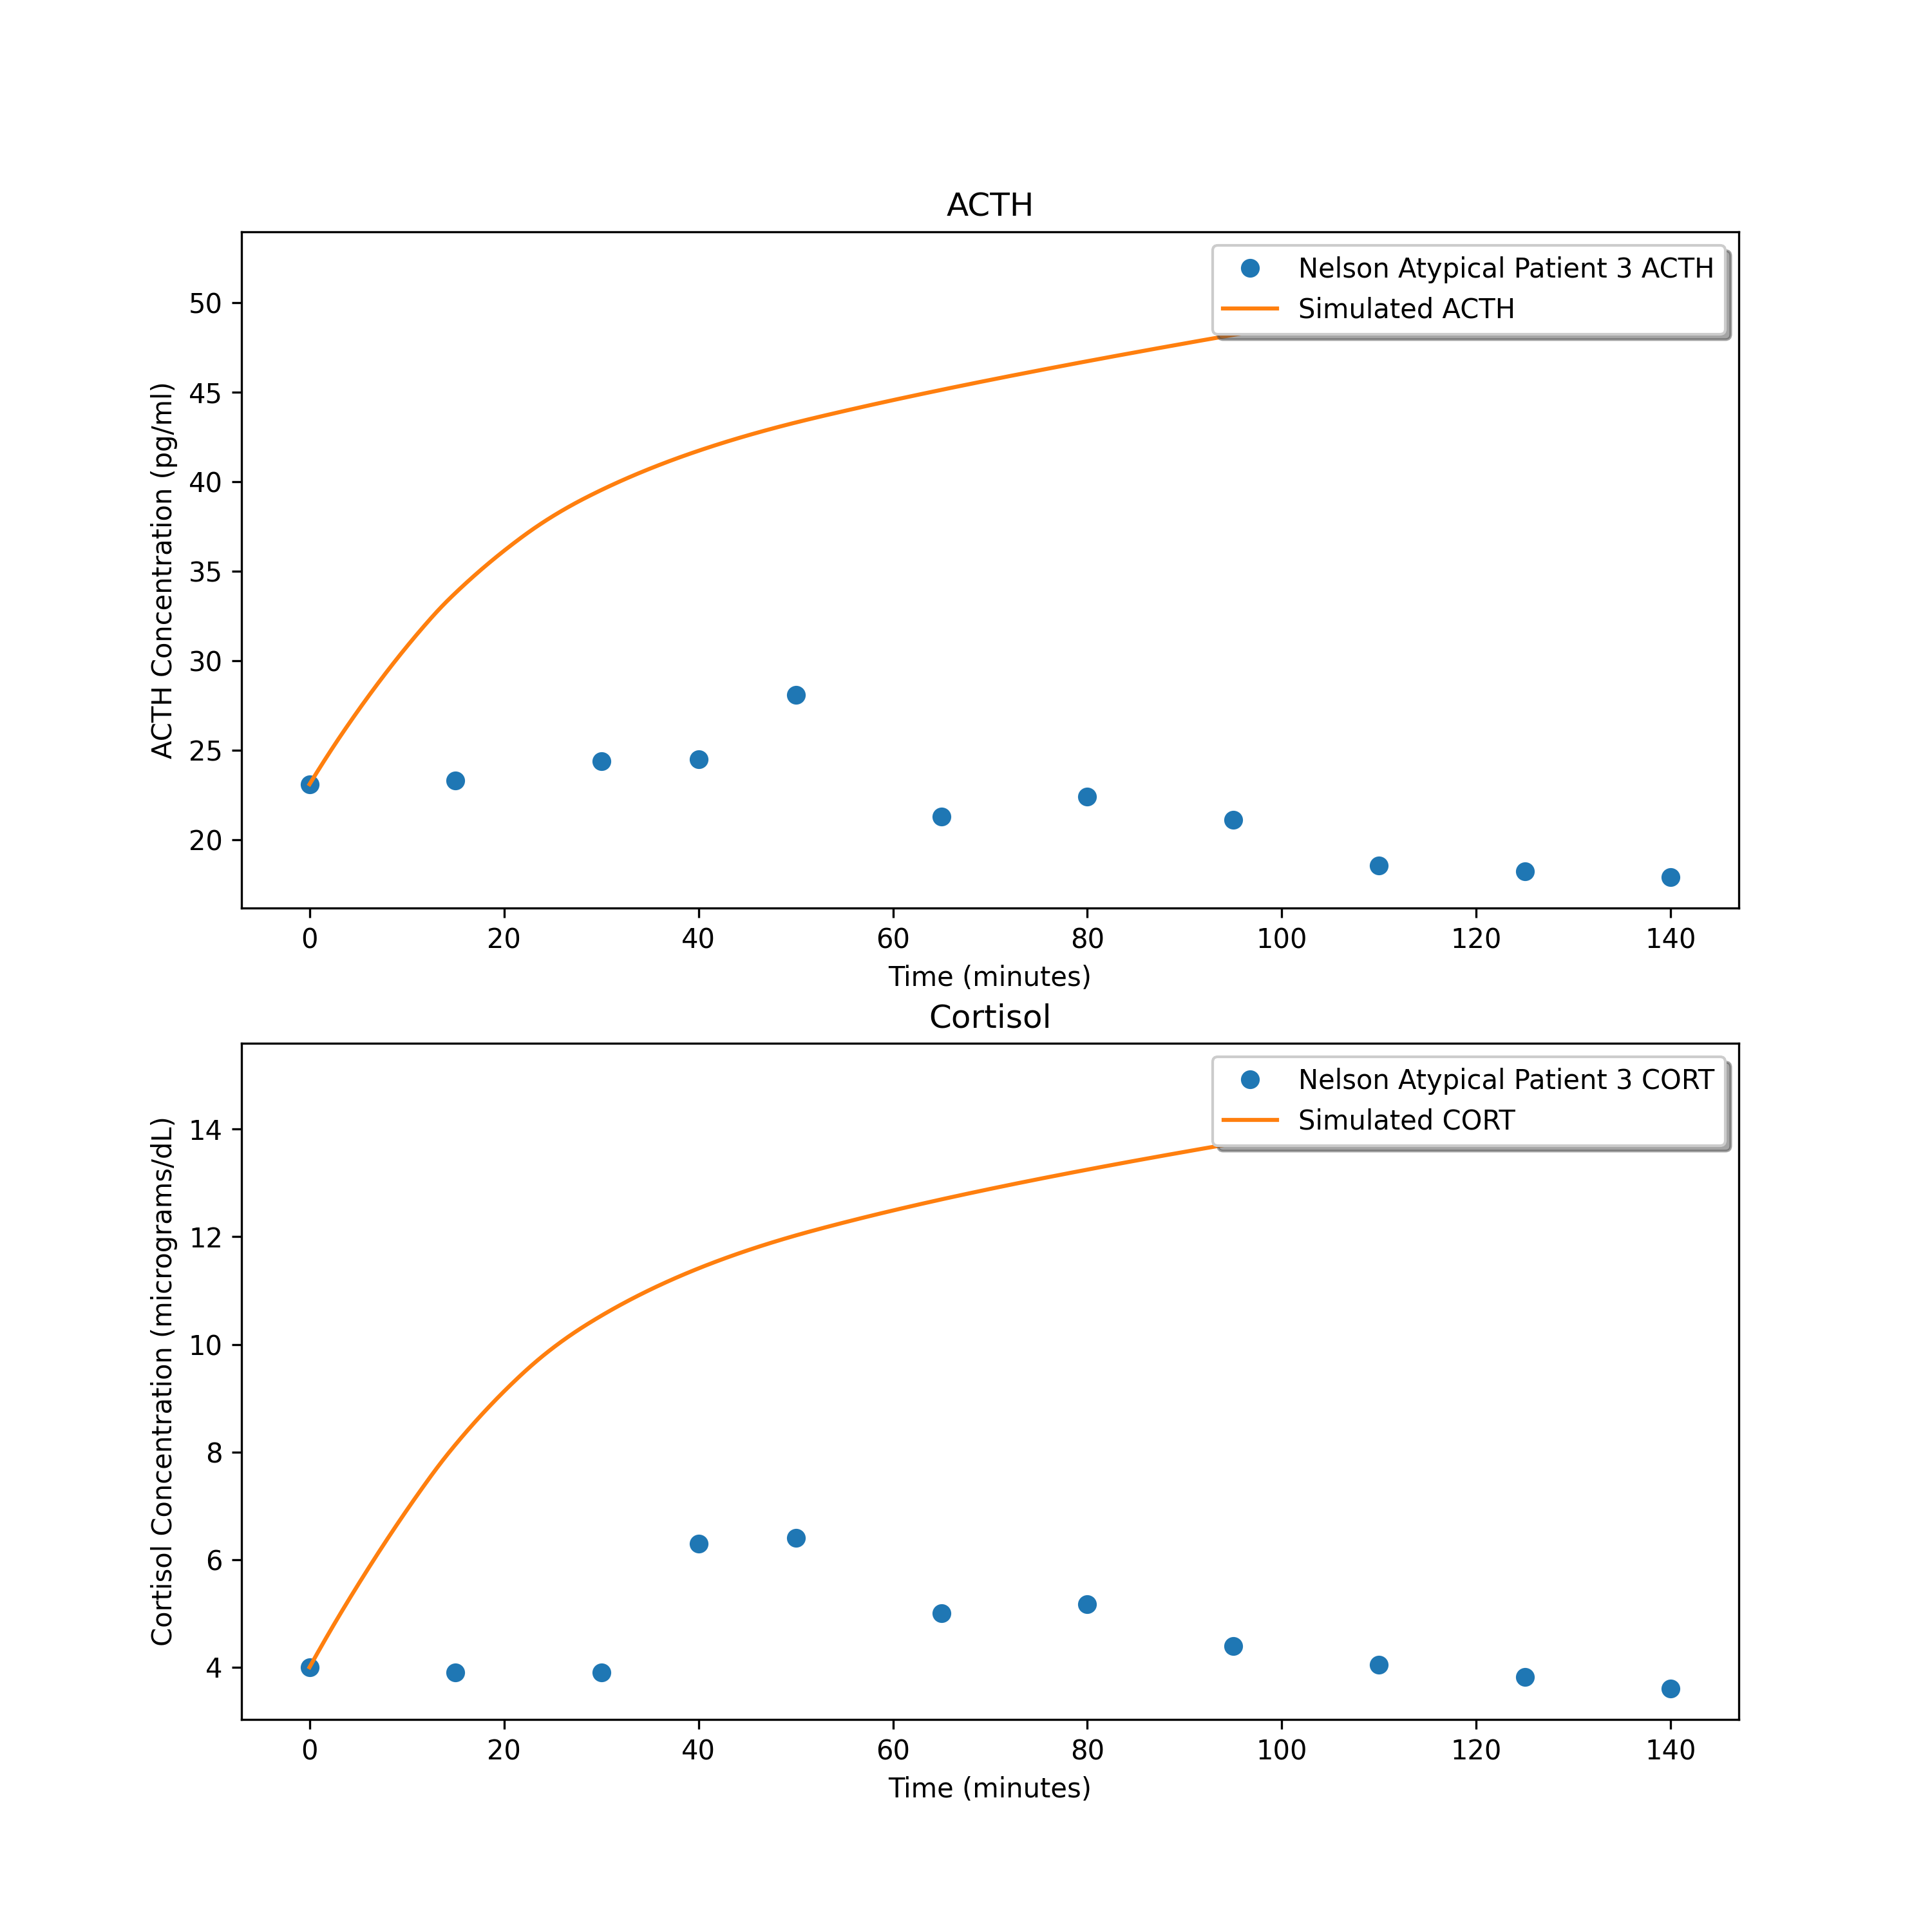 ACTH
Nelson Atypical Patient 3 ACTH
Simulated ACTH
50
45
40
35
30
25
20
ACTH Concentration (pg/ml)
0 20 40 60 80 100 120 140
Time (minutes)
Cortisol
Nelson Atypical Patient 3 CORT
Simulated CORT
14
12
10
8
6
4
Cortisol Concentration (micrograms/dL)
0 20 40 60 80 100 120 140
Time (minutes)